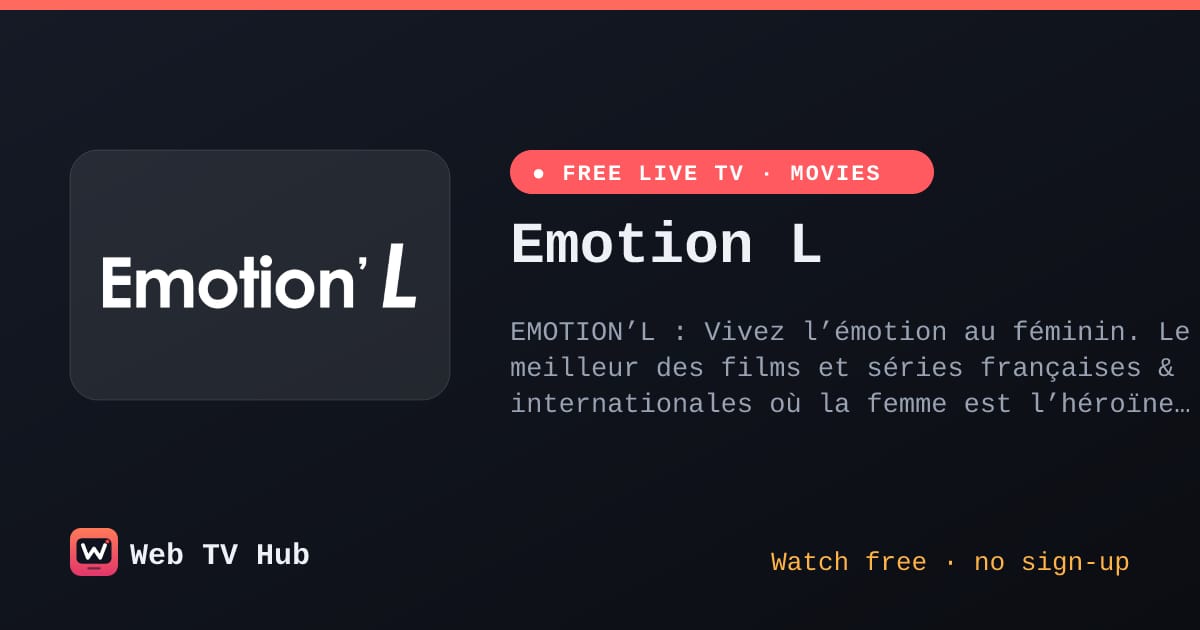 Emotion’L
• FREE LIVE TV · MOVIES
Emotion L
EMOTION’L : Vivez l’émotion au féminin. Le
meilleur des films et séries françaises &
internationales où la femme est l’héroïne…
W
Web TV Hub
Watch free · no sign-up